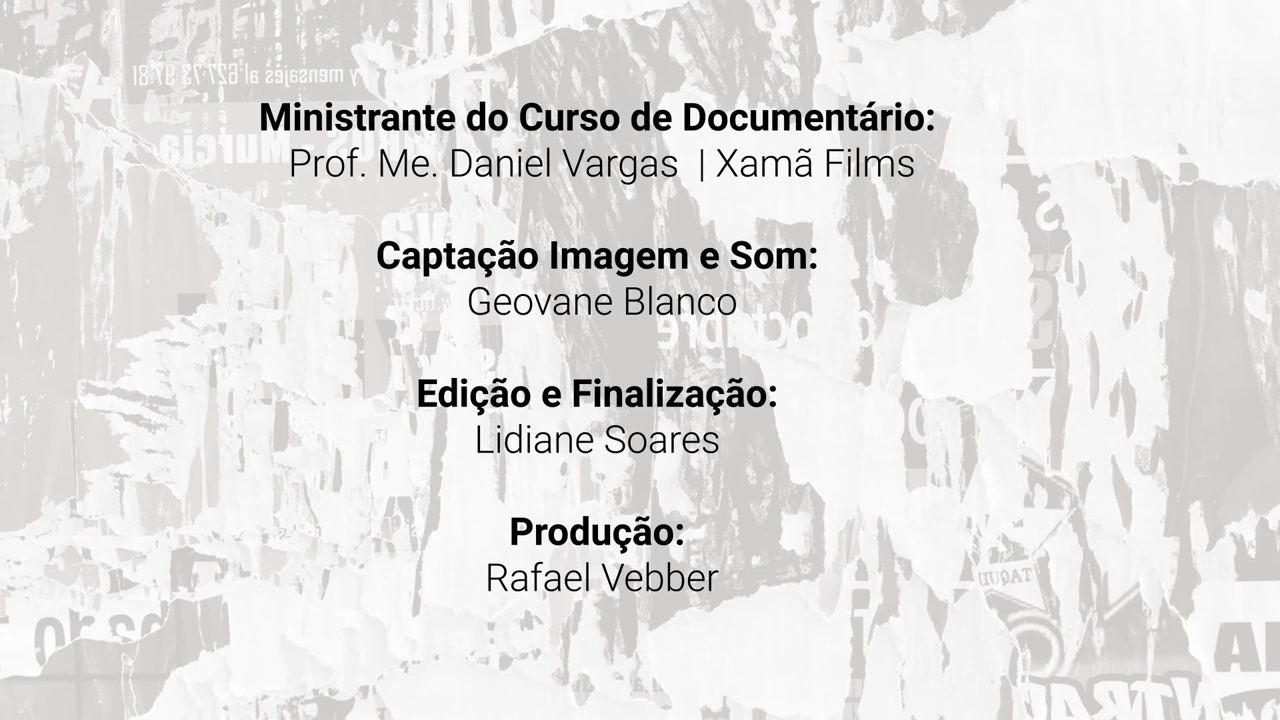 Ministrante do Curso de Documentário:
Prof. Me. Daniel Vargas | Xamã Films
Captação Imagem e Som:
Geovane Blanco
Edição e Finalização:
Lidiane Soares
Produção:
Rafael Vebber